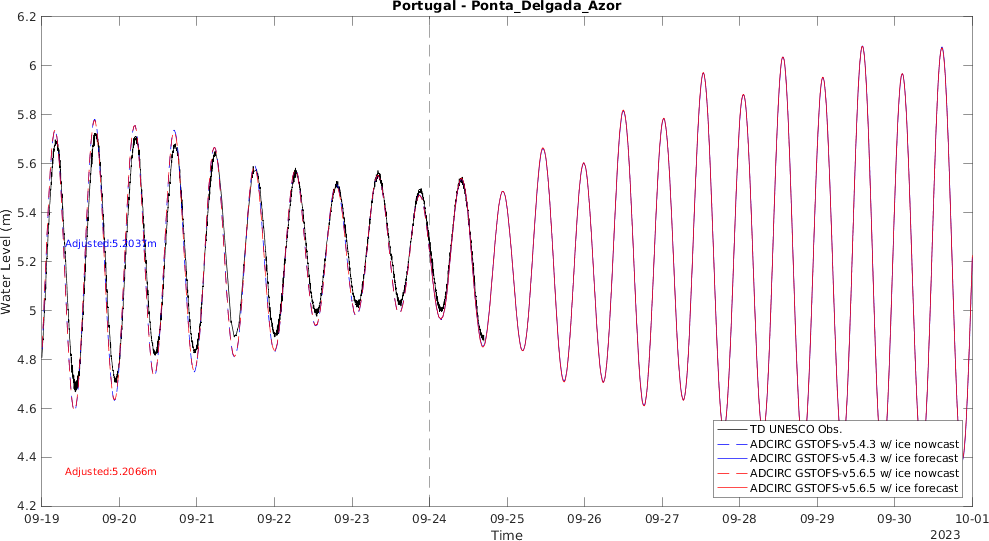 Portugal - Ponta_Delgada_Azor
6.2
6
5.8
5.6
5.4
5.2
5
4.8
4.6
4.4
4.2
Water Level (m)
Adjusted:5.2037m
Adjusted:5.2066m
TD UNESCO Obs.
ADCIRC GSTOFS-v5.4.3 w/ ice nowcast
ADCIRC GSTOFS-v5.4.3 w/ ice forecast
ADCIRC GSTOFS-v5.6.5 w/ ice nowcast
ADCIRC GSTOFS-v5.6.5 w/ ice forecast
09-19 09-20 09-21 09-22 09-23 09-24 09-25 09-26 09-27 09-28 09-29 09-30 10-01
Time
2023